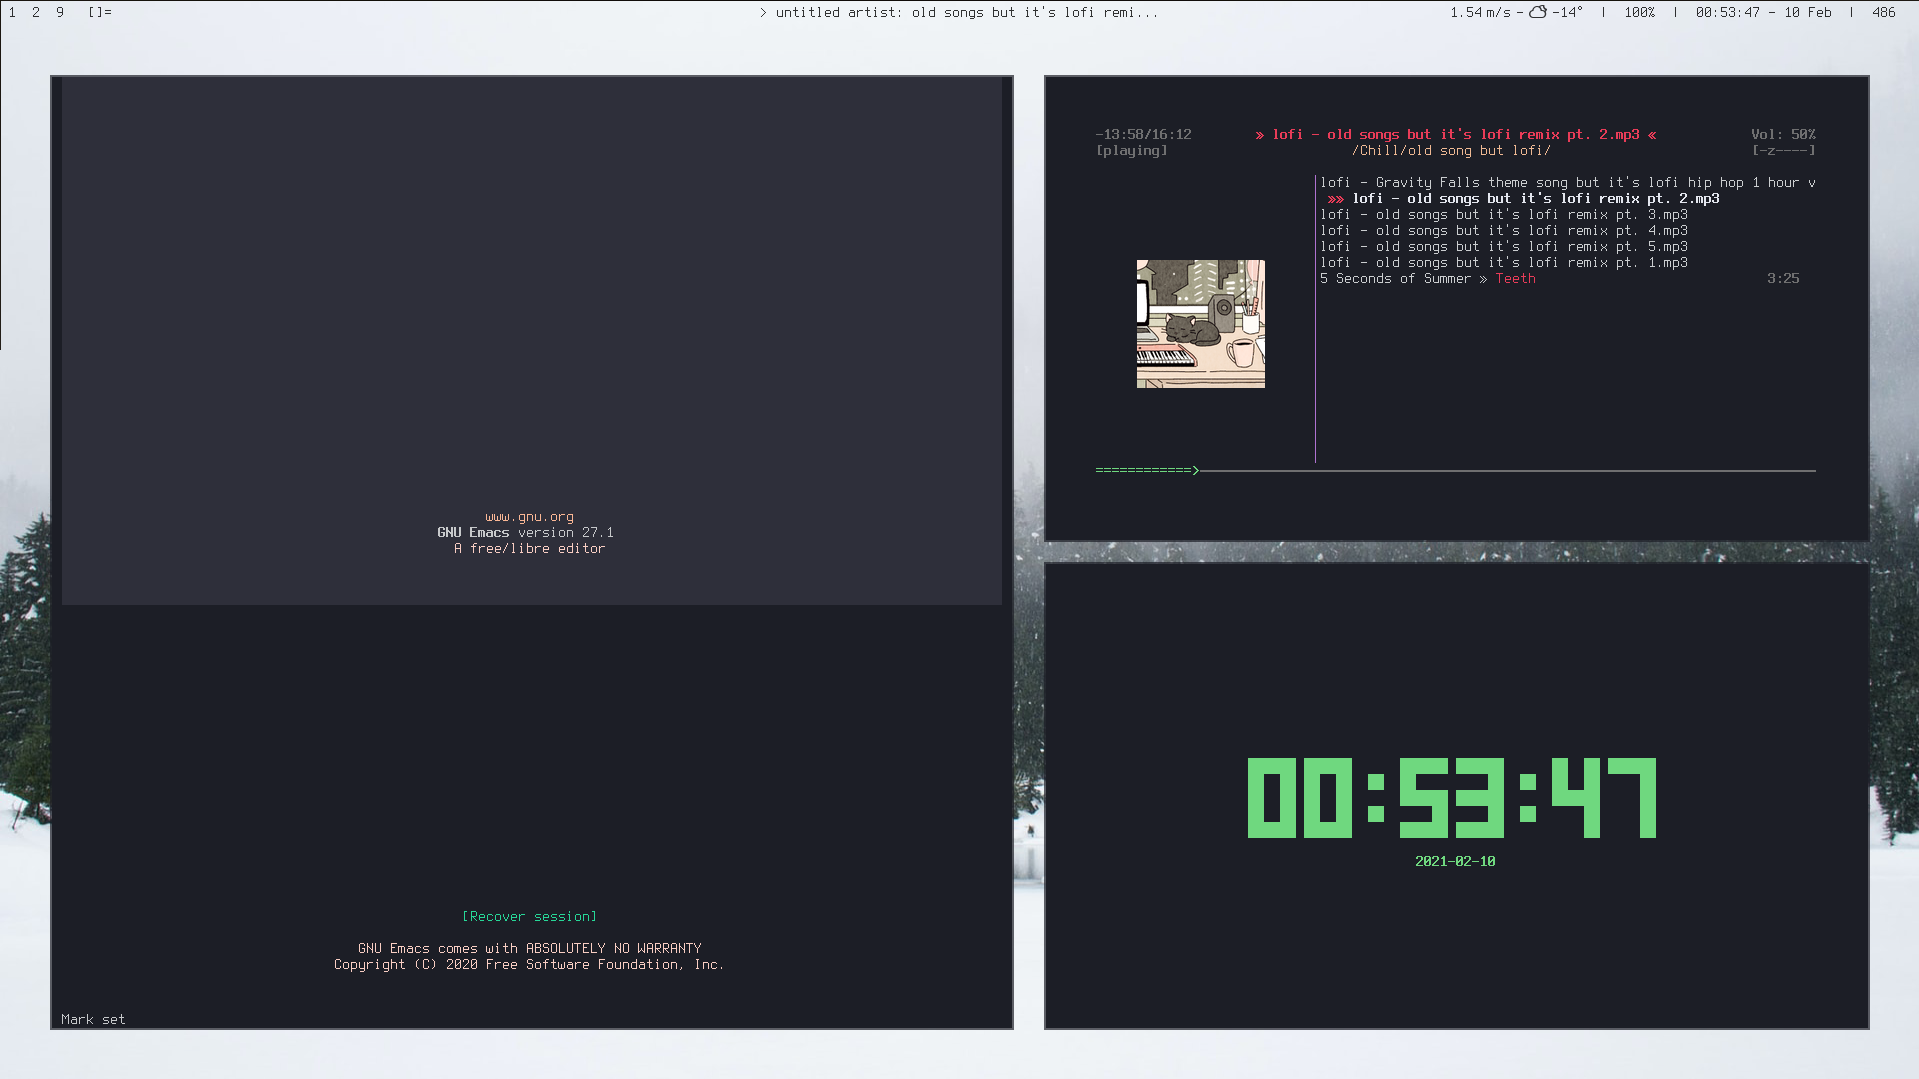 1 2 9 []=
> untitled artist: old songs but it's lofi remi...
1.54 m/s - -14° | 100% | 00:53:47 - 10 Feb | 486
www.gnu.org
GNU Emacs version 27.1
A free/libre editor
[Recover session]
GNU Emacs comes with ABSOLUTELY NO WARRANTY
Copyright (C) 2020 Free Software Foundation, Inc.
Mark set
-13:58/16:12 » lofi - old songs but it's lofi remix pt. 2.mp3 « Vol: 50%
[playing] /Chill/old song but lofi/ [-z----]
lofi - Gravity Falls theme song but it's lofi hip hop 1 hour v
»» lofi - old songs but it's lofi remix pt. 2.mp3
lofi - old songs but it's lofi remix pt. 3.mp3
lofi - old songs but it's lofi remix pt. 4.mp3
lofi - old songs but it's lofi remix pt. 5.mp3
lofi - old songs but it's lofi remix pt. 1.mp3
5 Seconds of Summer » Teeth 3:25
============>
00:53:47
2021-02-10